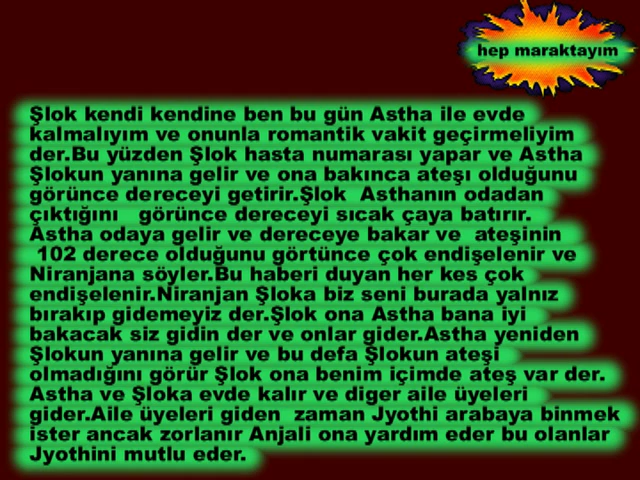 hep maraktayım
Şlok kendi kendine ben bu gün Astha ile evde
kalmalıyım ve onunla romantik vakit geçirmeliyim
der.Bu yüzden Şlok hasta numarası yapar ve Astha
Şlokun yanına gelir ve ona bakınca ateşı olduğunu
görünce dereceyi getirir.Şlok  Asthanın odadan
çıktığını   görünce dereceyi sıcak çaya batırır.
Astha odaya gelir ve dereceye bakar ve  ateşinin
102 derece olduğunu görtünce çok endişelenir ve
Niranjana söyler.Bu haberi duyan her kes çok
endişelenir.Niranjan Şloka biz seni burada yalnız
bırakıp gidemeyiz der.Şlok ona Astha bana iyi
bakacak siz gidin der ve onlar gider.Astha yeniden
Şlokun yanına gelir ve bu defa Şlokun ateşi
olmadığını görür Şlok ona benim içimde ateş var der.
Astha ve Şloka evde kalır ve diger aile üyeleri
gider.Aile üyeleri giden  zaman Jyothi arabaya binmek
ister ancak zorlanır Anjali ona yardım eder bu olanlar
Jyothini mutlu eder.